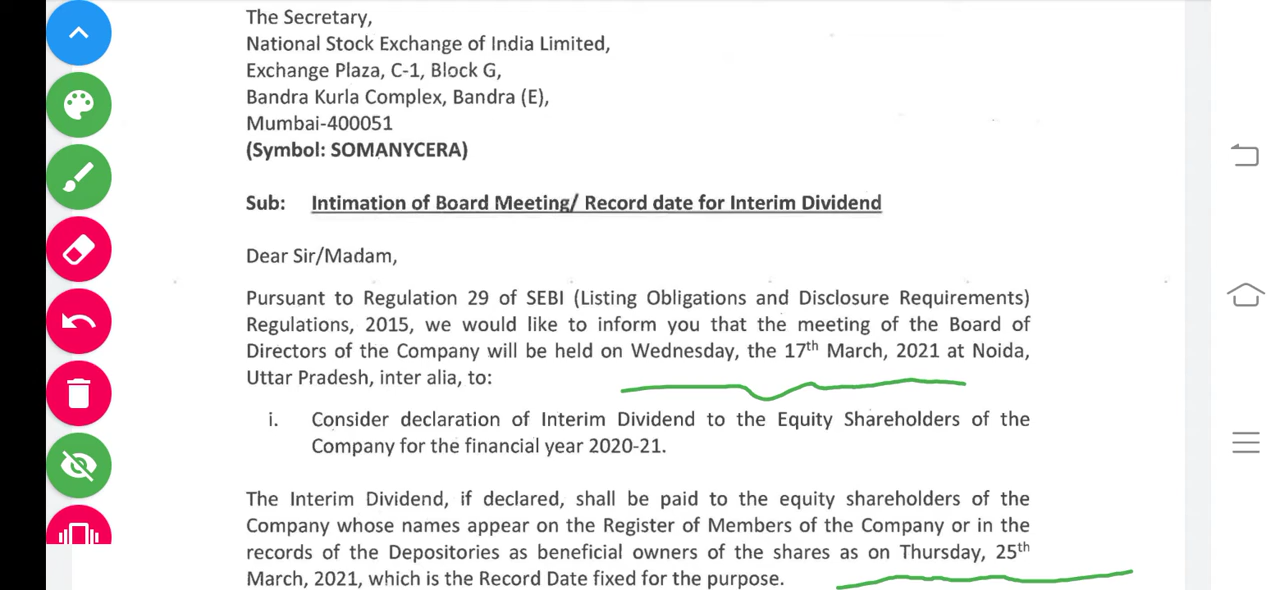 The Secretary,
National Stock Exchange of India Limited,
Exchange Plaza, C-1, Block G,
Bandra Kurla Complex, Bandra (E),
Mumbai-400051
(Symbol: SOMANYCERA)
Sub: Intimation of Board Meeting/ Record date for Interim Dividend
Dear Sir/Madam,
Pursuant to Regulation 29 of SEBI (Listing Obligations and Disclosure Requirements)
Regulations, 2015, we would like to inform you that the meeting of the Board of
Directors of the Company will be held on Wednesday, the 17th March, 2021 at Noida,
Uttar Pradesh, inter alia, to:
i. Consider declaration of Interim Dividend to the Equity Shareholders of the
Company for the financial year 2020-21.
The Interim Dividend, if declared, shall be paid to the equity shareholders of the
Company whose names appear on the Register of Members of the Company or in the
records of the Depositories as beneficial owners of the shares as on Thursday, 25th
March, 2021, which is the Record Date fixed for the purpose.